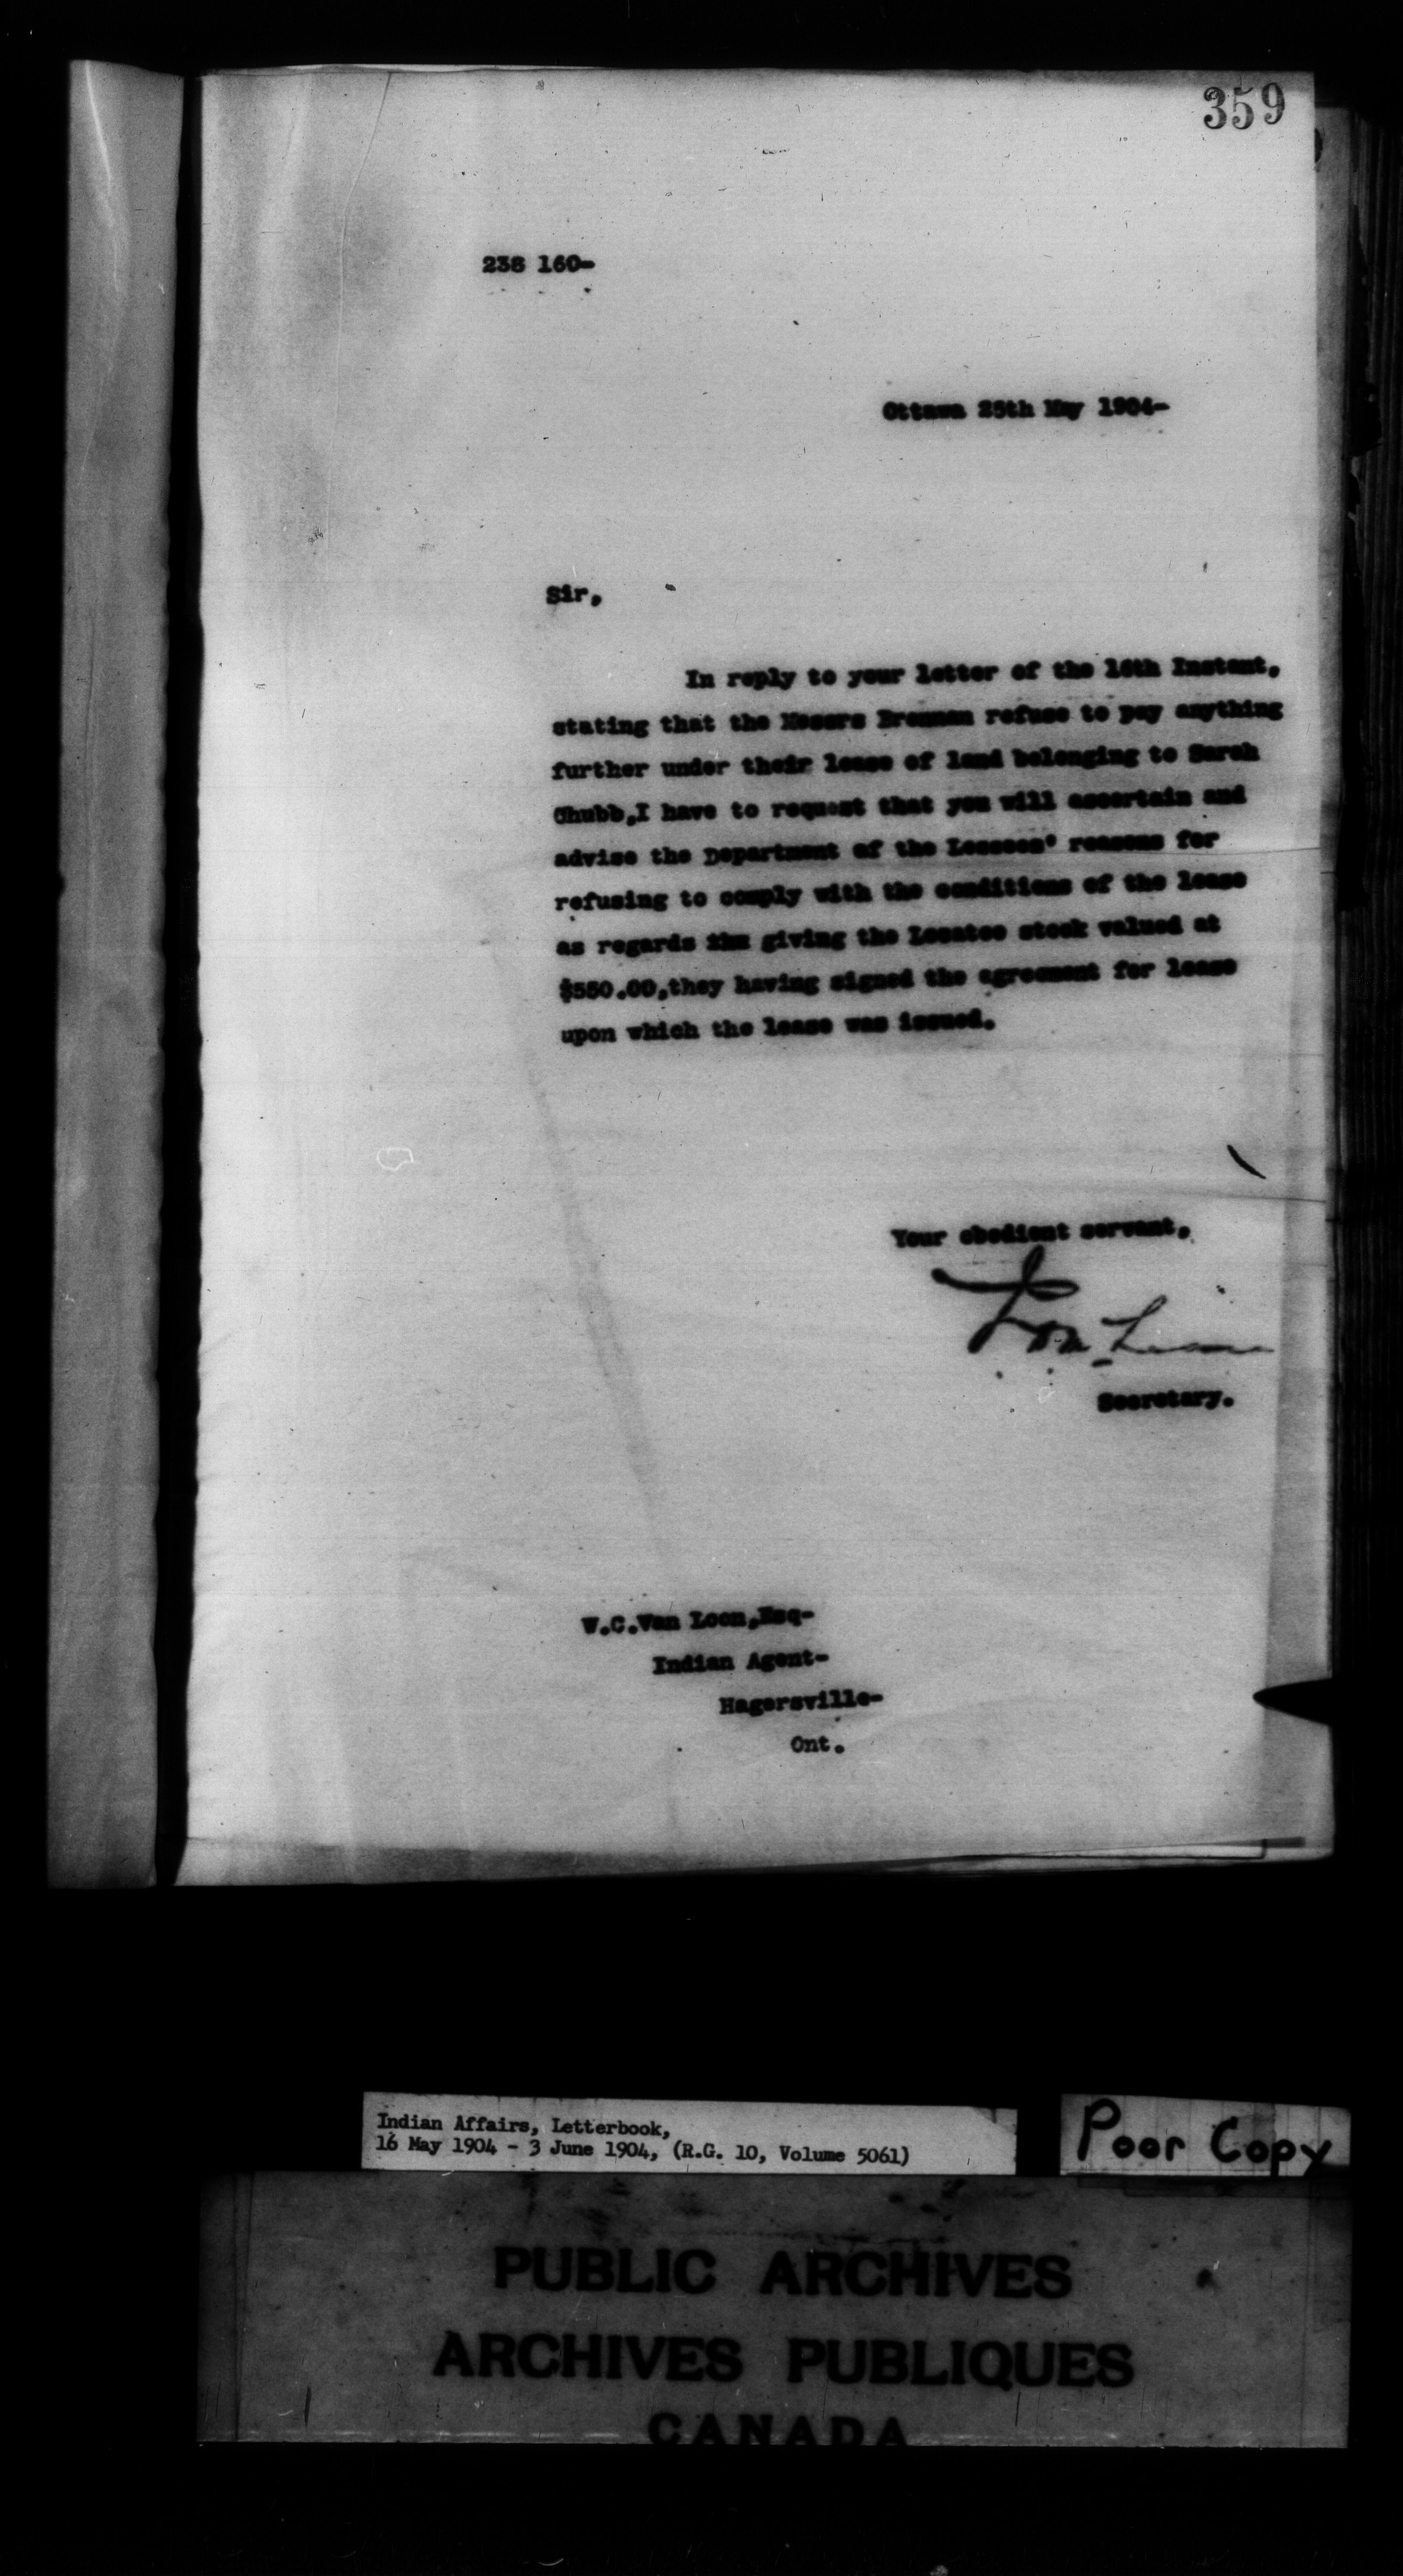 359
238 160-
Ottawa 25th May 1904-
Sir,
In reply to your letter of the 16th Instant,
stating that the Messrs Brennan refuse to pay anything
further under their lease of land belonging to Sarah
Chubb,I have to request that you will ascertain and
advise the Department of the Lessees' reasons for
refusing to comply with the conditions of the lease
as regards giving the Locatee stock valued at
$550.00,they having signed the agreement for lease
upon which the lease was issued.
Your obedient servant,
Secretary.
W.C.Van Loon,Esq-
Indian Agent-
Hagersville-
Ont.
Indian Affairs, Letterbook,
16 May 1904 - 3 June 1904, (R.G. 10, Volume 5061)
Poor Copy
PUBLIC ARCHIVES
ARCHIVES PUBLIQUES
CANADA